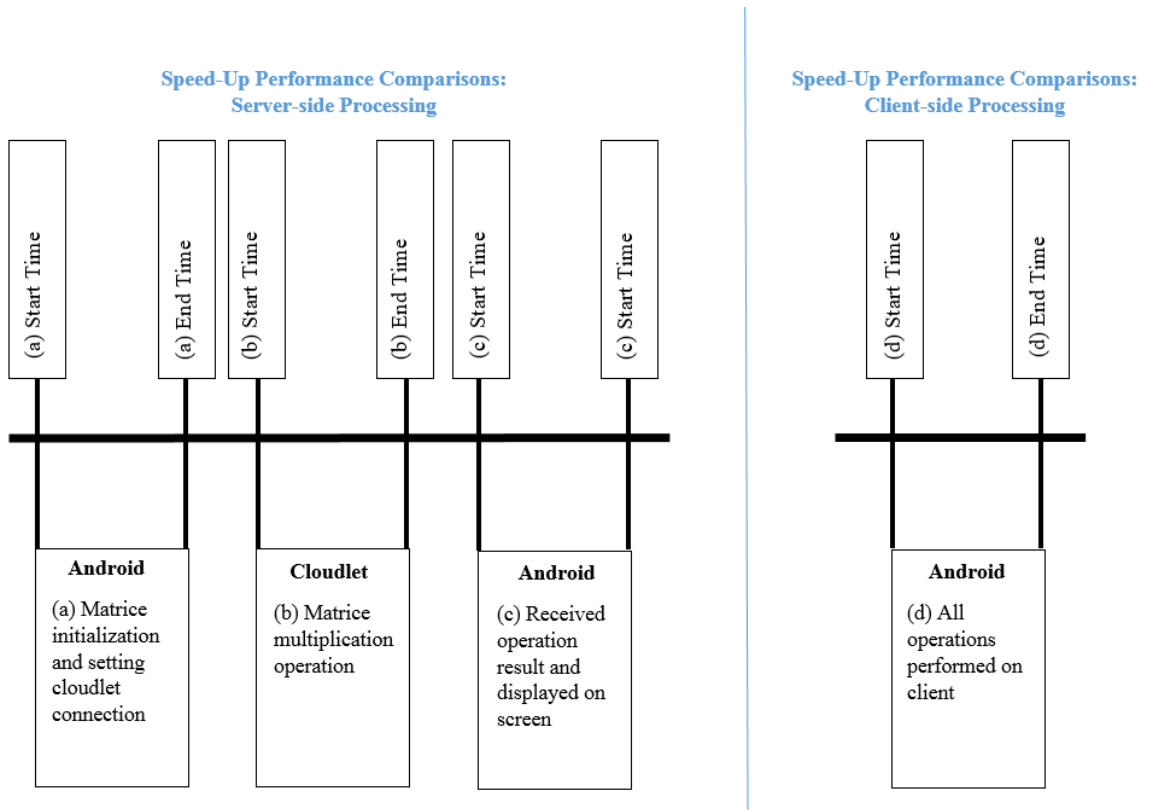 Speed-Up Performance Comparisons:
Server-side Processing
(a) Start Time
(a) End Time
(b) Start Time
(b) End Time
(c) Start Time
(c) Start Time
Android
(a) Matrice
initialization
and setting
cloudlet
connection
Cloudlet
(b) Matrice
multiplication
operation
Android
(c) Received
operation
result and
displayed on
screen
Speed-Up Performance Comparisons:
Client-side Processing
(d) Start Time
(d) End Time
Android
(d) All
operations
performed on
client